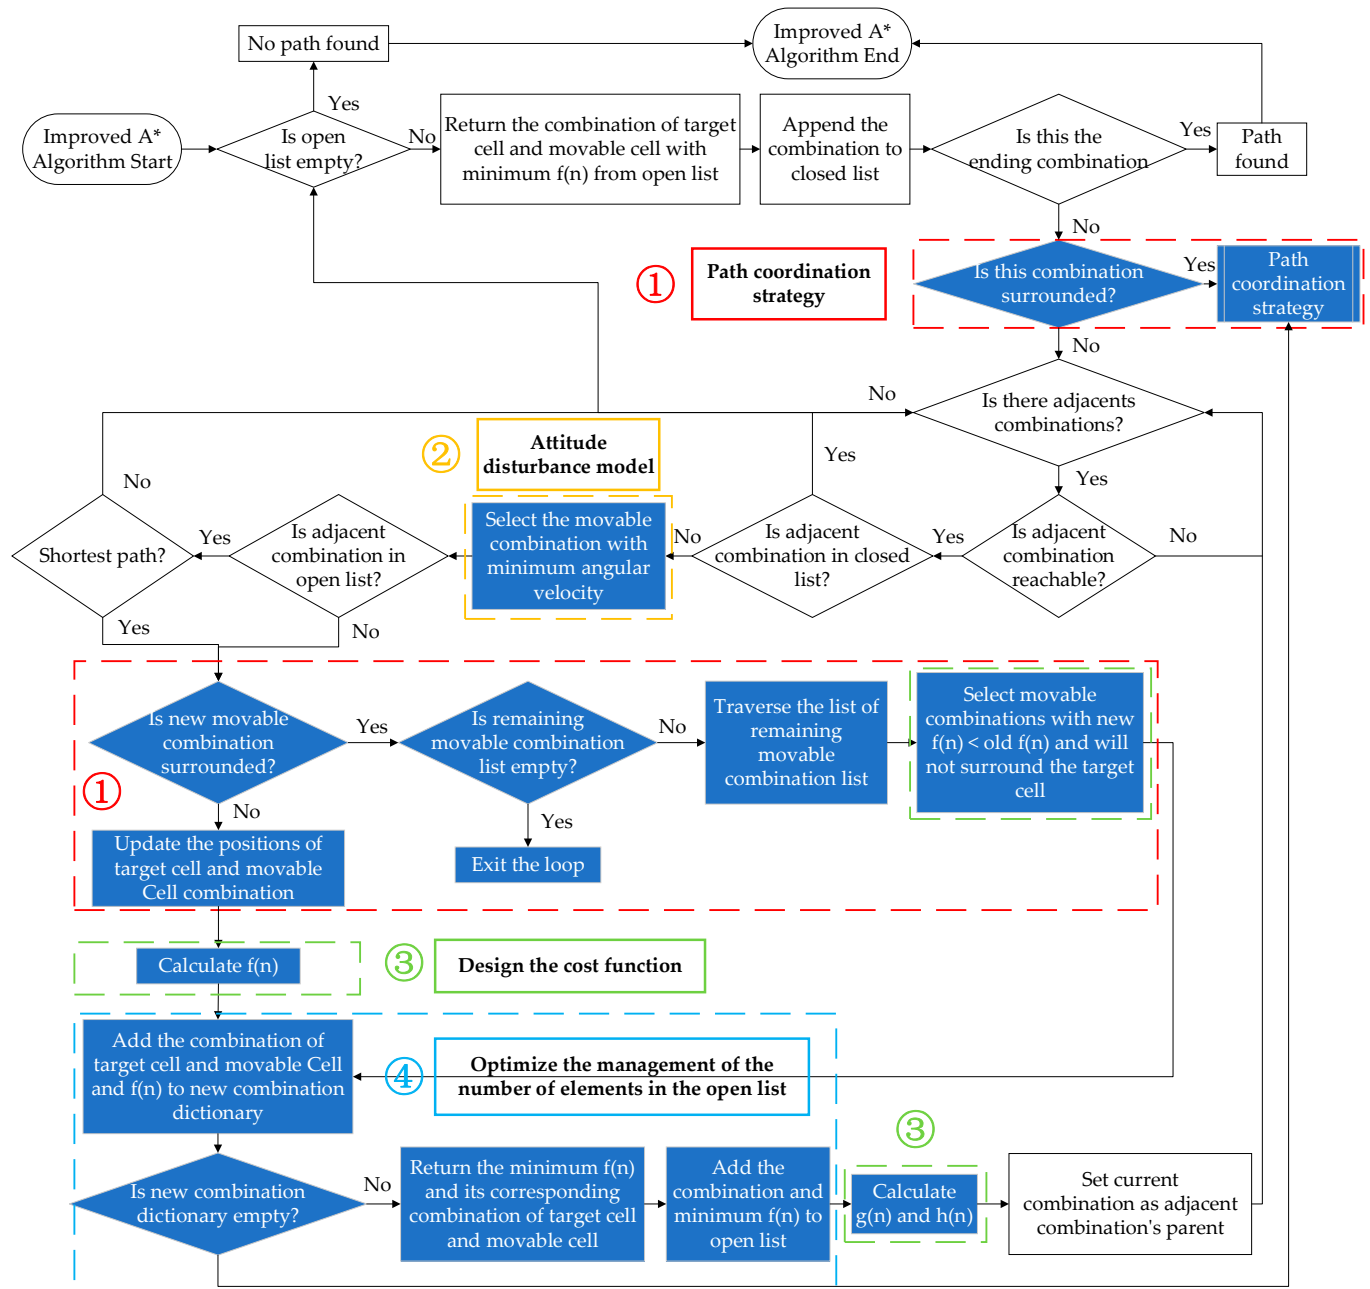 No path found
Improved A*
Algorithm End
Yes
Improved A*
Algorithm Start
Is open
list empty?
No
Return the combination of target
cell and movable cell with
minimum f(n) from open list
Append the
combination to
closed list
Is this the
ending combination
Yes
Path
found
No
①
Path coordination
strategy
Is this combination
surrounded?
Yes
Path
coordination
strategy
No
No
Is there adjacents
combinations?
②
Attitude
disturbance model
Yes
Yes
No
Shortest path?
Yes
Is adjacent
combination in
open list?
Select the movable
combination with
minimum angular
velocity
No
Is adjacent
combination in closed
list?
Yes
Is adjacent
combination
reachable?
No
Yes
No
Is new movable
combination
surrounded?
Yes
Is remaining
movable combination
list empty?
No
Traverse the list of
remaining
movable
combination list
Select movable
combinations with new
f(n) < old f(n) and will
not surround the target
cell
①
No
Yes
Update the positions of
target cell and movable
Cell combination
Exit the loop
Calculate f(n)
③
Design the cost function
Add the combination of
target cell and movable Cell
and f(n) to new combination
dictionary
④
Optimize the management of the
number of elements in the open list
③
Is new combination
dictionary empty?
No
Return the minimum f(n)
and its corresponding
combination of target cell
and movable cell
Add the
combination and
minimum f(n) to
open list
Calculate
g(n) and h(n)
Set current
combination as adjacent
combination's parent